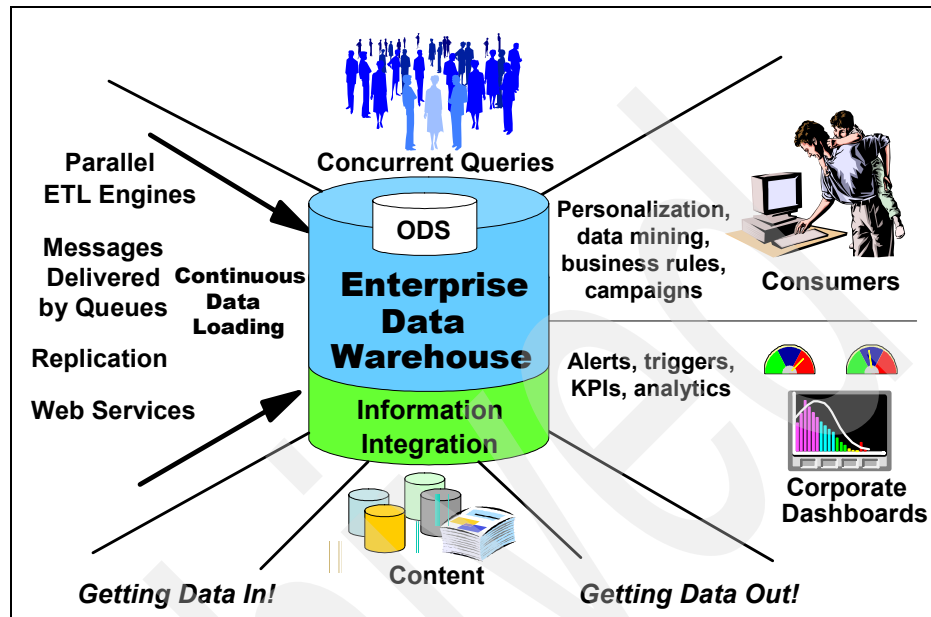 Concurrent Queries
Parallel
ETL Engines
Messages
Delivered
by Queues
Replication
Web Services
Continuous
Data
Loading
ODS
Enterprise
Data
Warehouse
Information
Integration
Personalization,
data mining,
business rules,
campaigns
Consumers
Alerts, triggers,
KPIs, analytics
Corporate
Dashboards
Content
Getting Data In!
Getting Data Out!